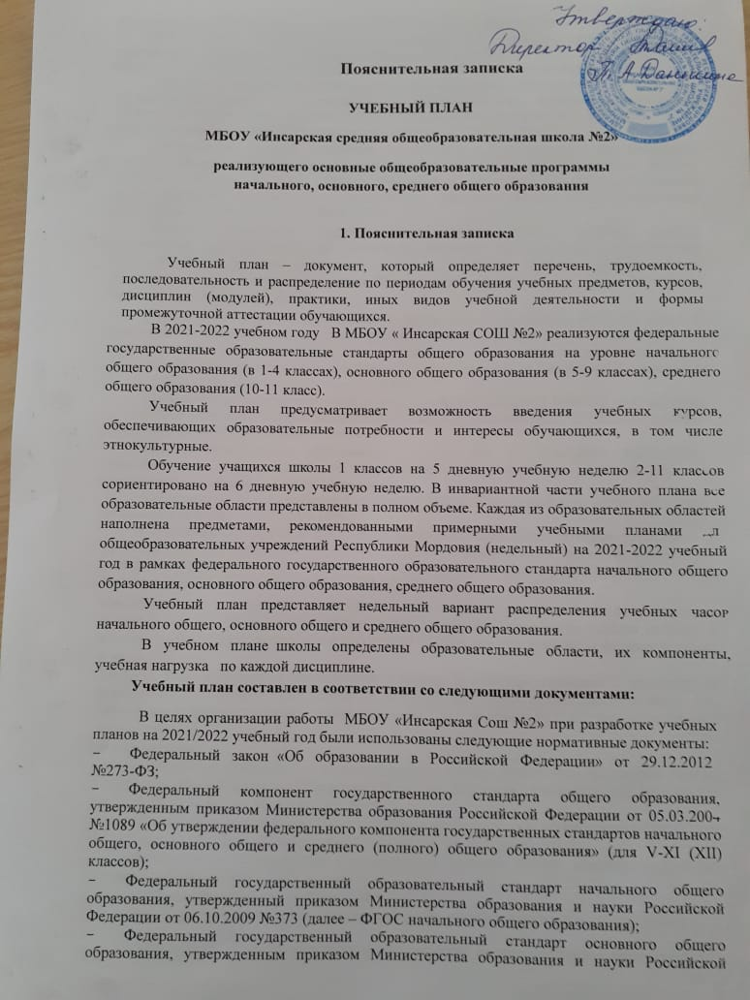 Утверждаю:
Директор
Т. А. Данилина
Пояснительная записка
УЧЕБНЫЙ ПЛАН
МБОУ «Инсарская средняя общеобразовательная школа №2»
реализующего основные общеобразовательные программы
начального, основного, среднего общего образования
1. Пояснительная записка
Учебный план – документ, который определяет перечень, трудоемкость,
последовательность и распределение по периодам обучения учебных предметов, курсов,
дисциплин (модулей), практики, иных видов учебной деятельности и формы
промежуточной аттестации обучающихся.
В 2021-2022 учебном году В МБОУ « Инсарская СОШ №2» реализуются федеральные
государственные образовательные стандарты общего образования на уровне начального
общего образования (в 1-4 классах), основного общего образования (в 5-9 классах), среднего
общего образования (10-11 класс).
Учебный план предусматривает возможность введения учебных курсов,
обеспечивающих образовательные потребности и интересы обучающихся, в том числе
этнокультурные.
Обучение учащихся школы 1 классов на 5 дневную учебную неделю 2-11 классов
сориентировано на 6 дневную учебную неделю. В инвариантной части учебного плана все
образовательные области представлены в полном объеме. Каждая из образовательных областей
наполнена предметами, рекомендованными примерными учебными планами
общеобразовательных учреждений Республики Мордовия (недельный) на 2021-2022 учебный
год в рамках федерального государственного образовательного стандарта начального общего
образования, основного общего образования, среднего общего образования.
Учебный план представляет недельный вариант распределения учебных часов
начального общего, основного общего и среднего общего образования.
В учебном плане школы определены образовательные области, их компоненты,
учебная нагрузка по каждой дисциплине.
Учебный план составлен в соответствии со следующими документами:
В целях организации работы МБОУ «Инсарская Сош №2» при разработке учебных
планов на 2021/2022 учебный год были использованы следующие нормативные документы:
– Федеральный закон «Об образовании в Российской Федерации» от 29.12.2012
№273-ФЗ;
– Федеральный компонент государственного стандарта общего образования,
утвержденным приказом Министерства образования Российской Федерации от 05.03.2004
№1089 «Об утверждении федерального компонента государственных стандартов начального
общего, основного общего и среднего (полного) общего образования» (для V-XI (XII)
классов);
– Федеральный государственный образовательный стандарт начального общего
образования, утвержденным приказом Министерства образования и науки Российской
Федерации от 06.10.2009 №373 (далее – ФГОС начального общего образования);
– Федеральный государственный образовательный стандарт основного общего
образования, утвержденным приказом Министерства образования и науки Российской